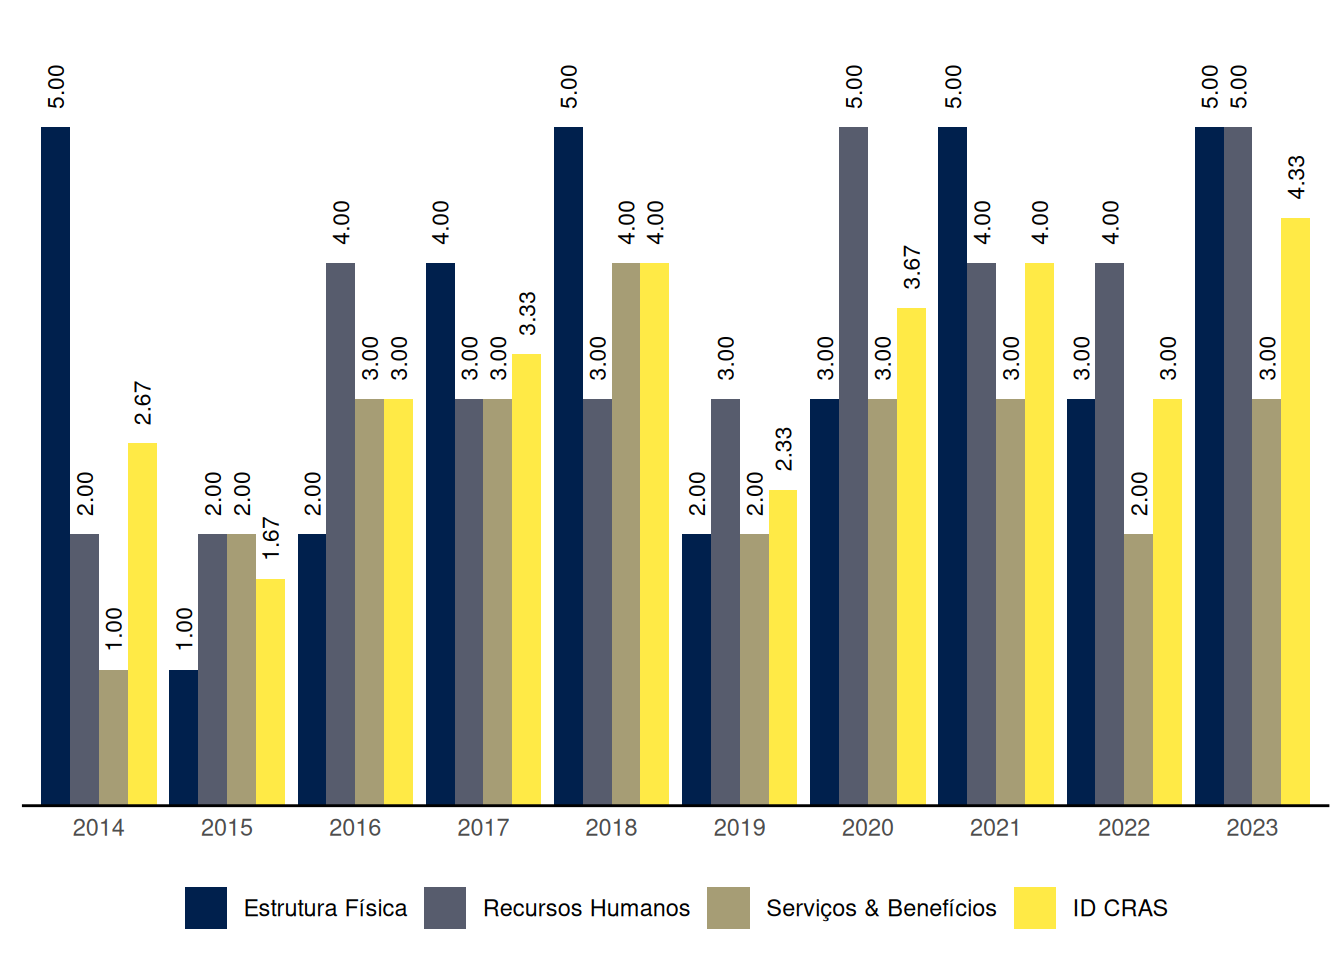 5.00 2.00 1.00 2.67 1.00 2.00 2.00 1.67 2.00 4.00 3.00 3.00 4.00 3.00 3.00 3.33 5.00 3.00 4.00 4.00 2.00 3.00 2.00 2.33 3.00 5.00 3.00 3.67 5.00 4.00 3.00 4.00 3.00 4.00 2.00 3.00 5.00 5.00 3.00 4.33
2014 2015 2016 2017 2018 2019 2020 2021 2022 2023
Estrutura Física Recursos Humanos Serviços & Benefícios ID CRAS